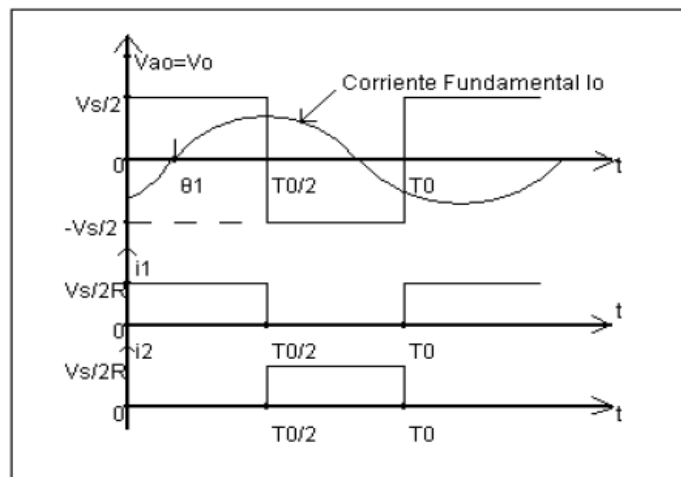 Vao=Vo
Corriente Fundamental Io
Vs/2
0
t
θ1
T0/2
T0
-Vs/2
i1
Vs/2R
0
t
i2
T0/2
T0
Vs/2R
0
t
T0/2
T0